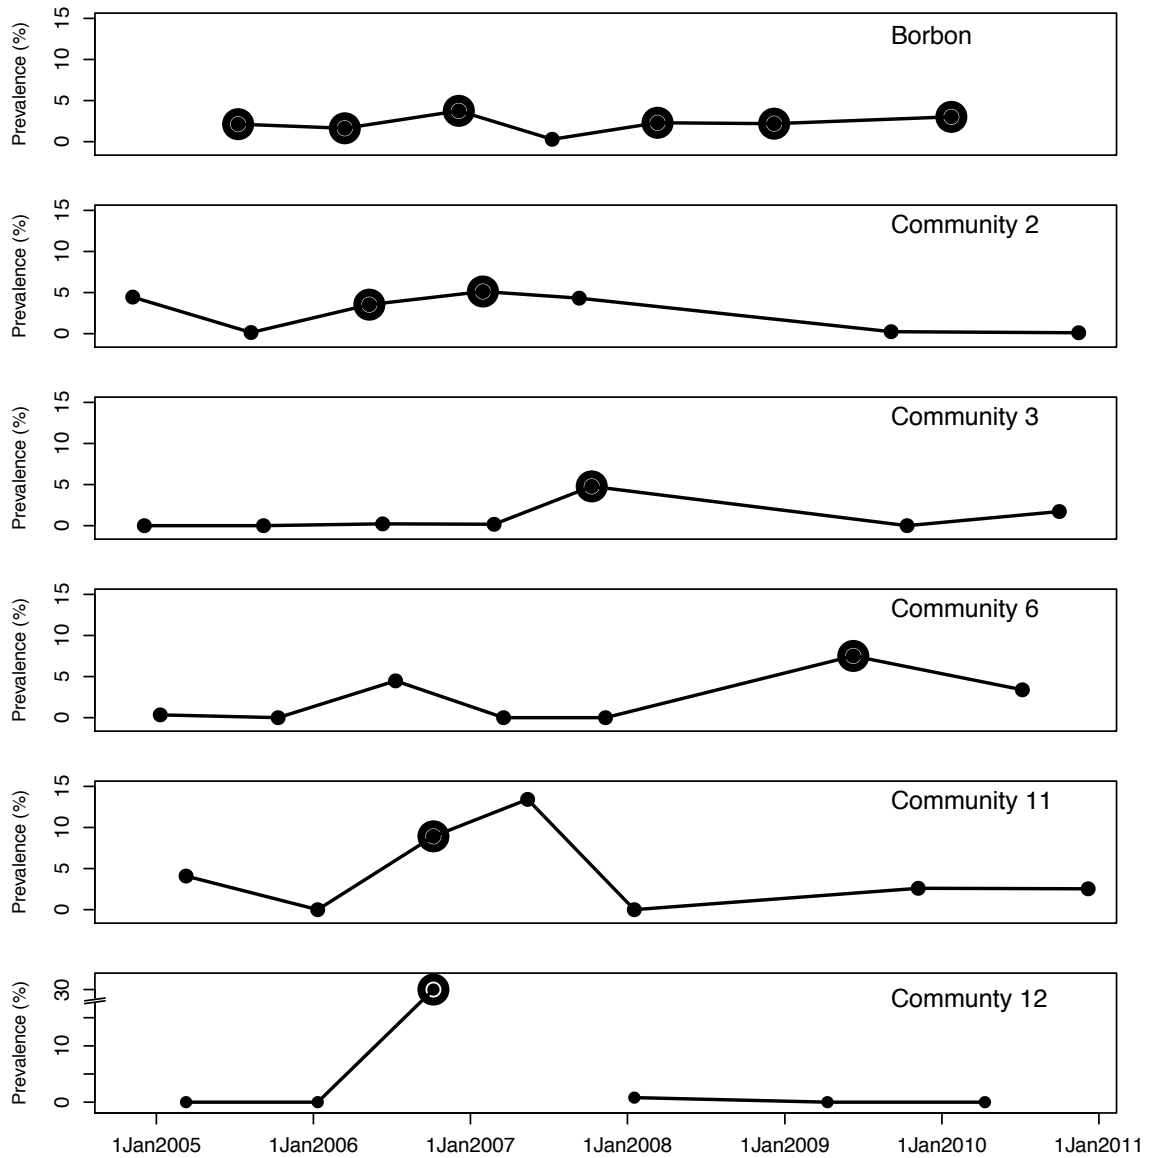 Borbon
Prevalence (%)
0 5 10 15
Community 2
Prevalence (%)
0 5 10 15
Community 3
Prevalence (%)
0 5 10 15
Community 6
Prevalence (%)
0 5 10 15
Community 11
Prevalence (%)
0 5 10 15
Communty 12
Prevalence (%)
0 10 30
1Jan2005 1Jan2006 1Jan2007 1Jan2008 1Jan2009 1Jan2010 1Jan2011